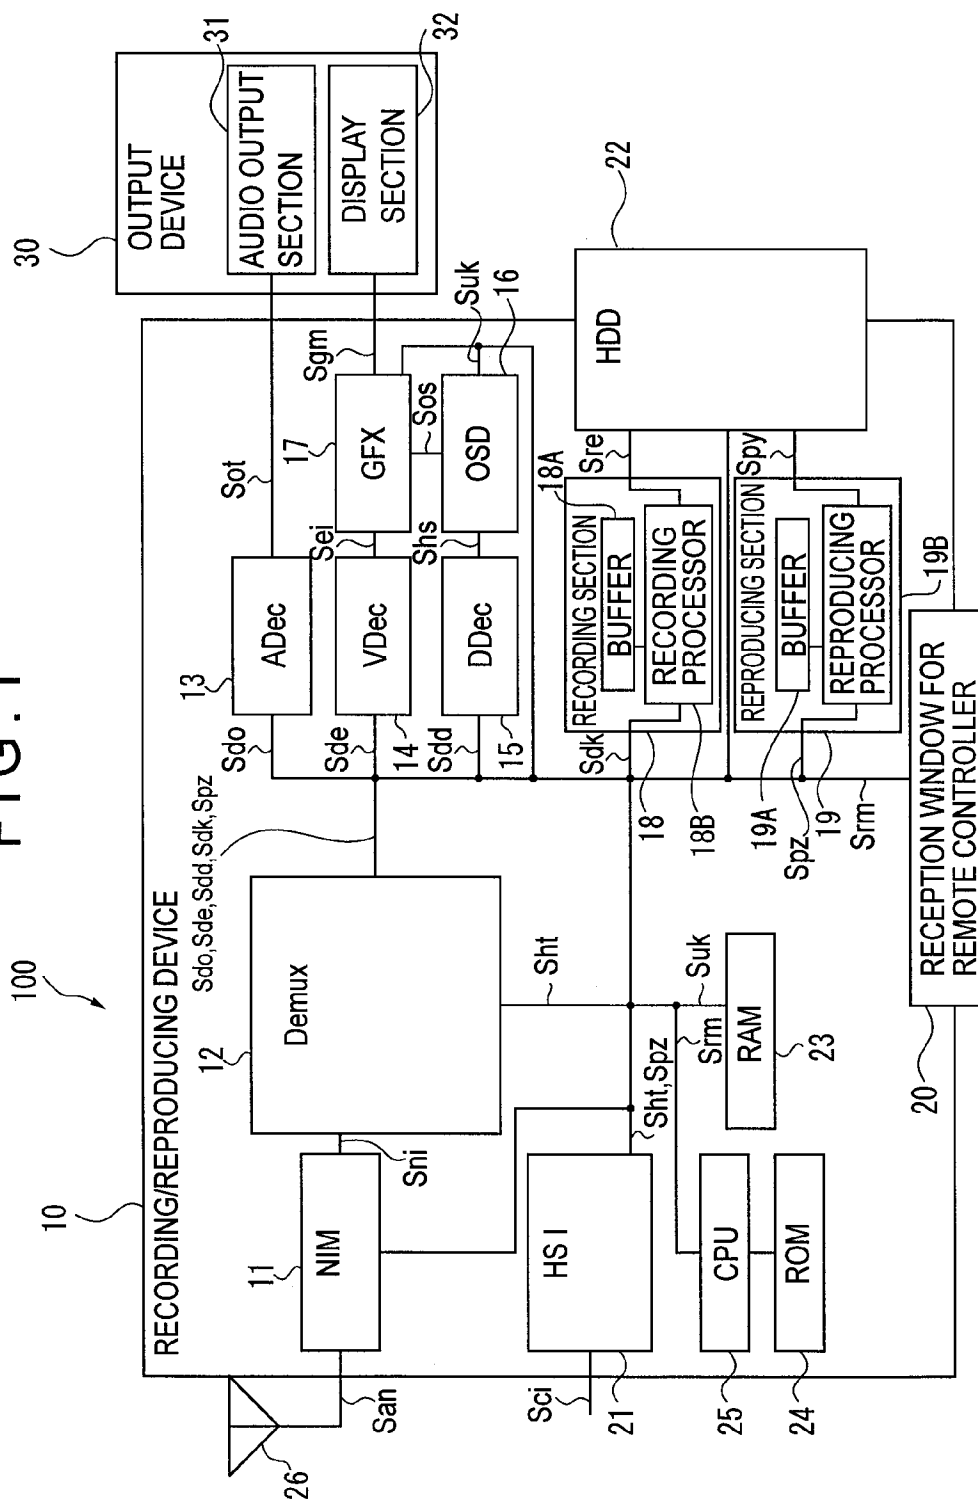 FIG. 1
100
10
RECORDING/REPRODUCING DEVICE
30
OUTPUT
DEVICE
31
AUDIO OUTPUT
SECTION
32
DISPLAY
SECTION
26
San
11
NIM
Sni
12
Demux
Sdo,Sde,Sdd,Sdk,Spz
Sdo
13
ADec
Sot
Sde
14
VDec
Sei
17
GFX
Sgm
Sdd
15
DDec
Shs
Sos
OSD
16
Suk
Sci
21
HS I
Sht,Spz
Sht
Sdk
18
RECORDING SECTION
18A
BUFFER
RECORDING
PROCESSOR
18B
Sre
HDD
22
25
CPU
24
ROM
Srm
Suk
RAM
23
Spz
19
REPRODUCING SECTION
19A
BUFFER
REPRODUCING
PROCESSOR
19B
Spy
Srm
20
RECEPTION WINDOW FOR
REMOTE CONTROLLER